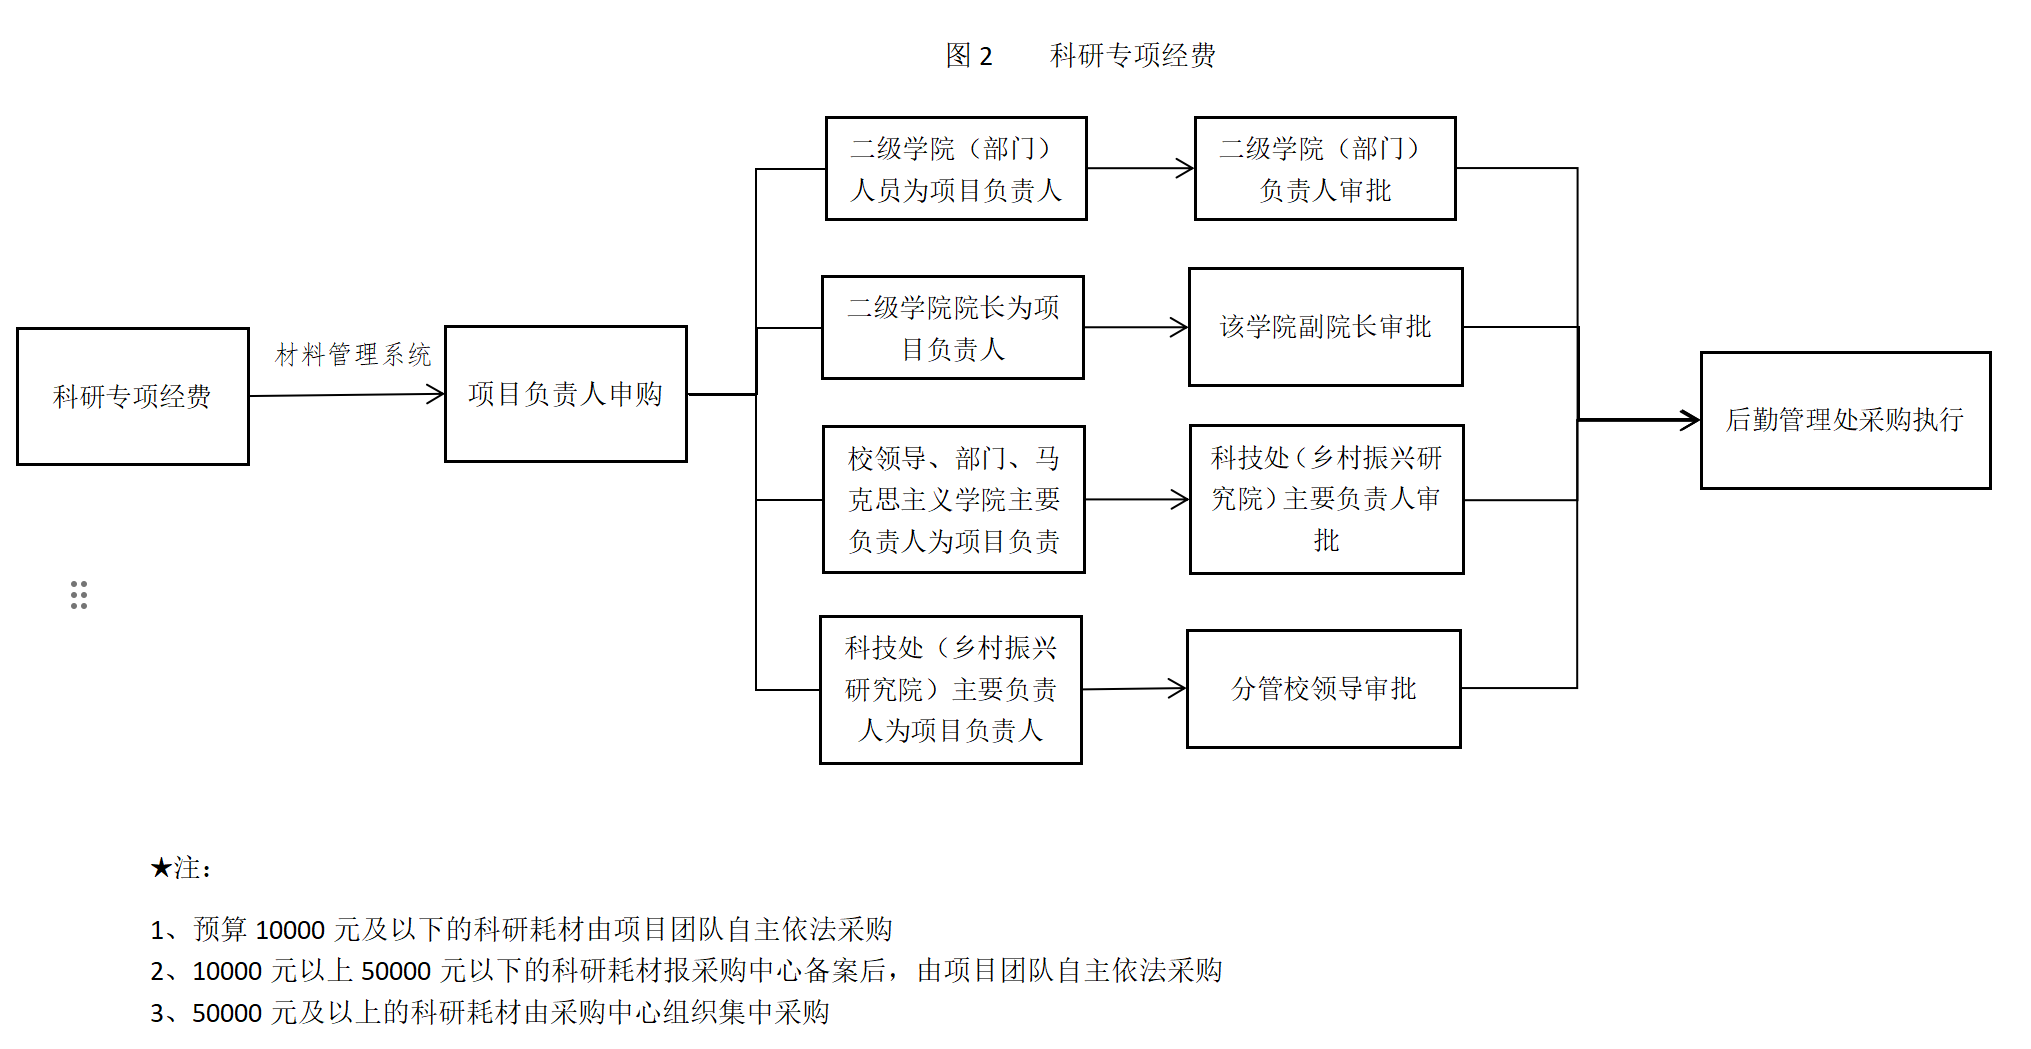 图 2 科研专项经费
科研专项经费
材料管理系统
项目负责人申购
二级学院（部门）
人员为项目负责人
二级学院（部门）
负责人审批
二级学院院长为项
目负责人
该学院副院长审批
校领导、部门、马
克思主义学院主要
负责人为项目负责
科技处（乡村振兴研
究院）主要负责人审
批
科技处（乡村振兴
研究院）主要负责
人为项目负责人
分管校领导审批
后勤管理处采购执行
★注：
1、预算 10000 元及以下的科研耗材由项目团队自主依法采购
2、10000 元以上 50000 元以下的科研耗材报采购中心备案后，由项目团队自主依法采购
3、50000 元及以上的科研耗材由采购中心组织集中采购